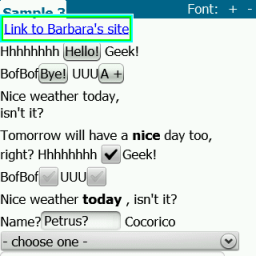 Sample 3 Font: + -
Link to Barbara's site
Hhhhhhhh Hello! Geek!
BofBof Bye! UUU A +
Nice weather today,
isn't it?
Tomorrow will have a nice day too,
right? Hhhhhhhh Geek!
BofBof UUU
Nice weather today , isn't it?
Name? Petrus? Cocorico
- choose one -